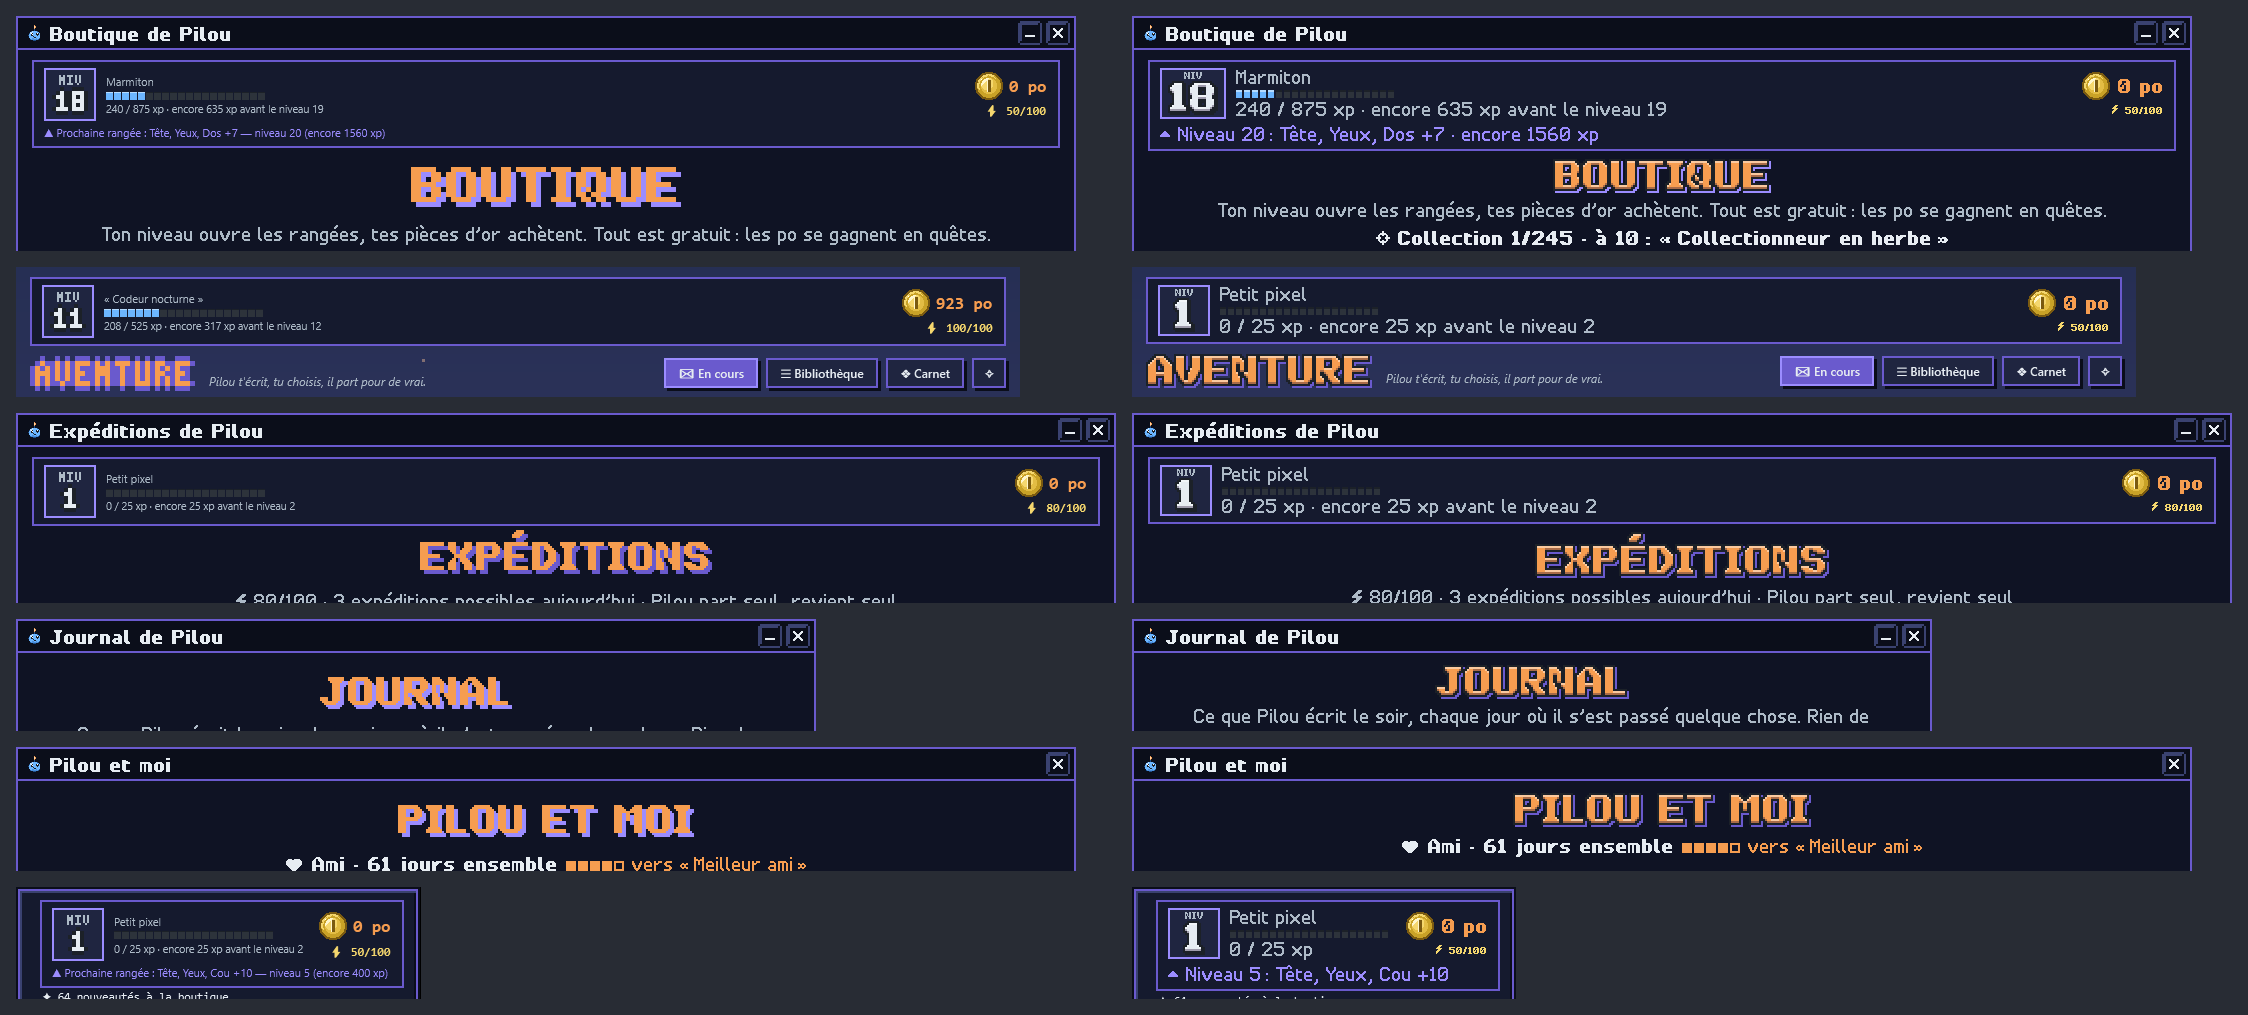 Boutique de Pilou
NIV
18
Marmiton
240 / 875 xp · encore 635 xp avant le niveau 19
▲ Prochaine rangée : Tête, Yeux, Dos +7 — niveau 20 (encore 1560 xp)
0 po
50/100
BOUTIQUE
Ton niveau ouvre les rangées, tes pièces d’or achètent. Tout est gratuit : les po se gagnent en quêtes.
Boutique de Pilou
NIV
18
Marmiton
240 / 875 xp · encore 635 xp avant le niveau 19
Niveau 20 : Tête, Yeux, Dos +7 · encore 1560 xp
0 po
50/100
BOUTIQUE
Ton niveau ouvre les rangées, tes pièces d’or achètent. Tout est gratuit : les po se gagnent en quêtes.
Collection 1/245 - à 10 : « Collectionneur en herbe »
NIV
11
« Codeur nocturne »
208 / 525 xp · encore 317 xp avant le niveau 12
923 po
100/100
AVENTURE
Pilou t'écrit, tu choisis, il part pour de vrai.
En cours
Bibliothèque
Carnet
NIV
1
Petit pixel
0 / 25 xp · encore 25 xp avant le niveau 2
0 po
50/100
AVENTURE
Pilou t'écrit, tu choisis, il part pour de vrai.
En cours
Bibliothèque
Carnet
Expéditions de Pilou
NIV
1
Petit pixel
0 / 25 xp · encore 25 xp avant le niveau 2
0 po
80/100
EXPÉDITIONS
80/100 · 3 expéditions possibles aujourd’hui · Pilou part seul, revient seul
Expéditions de Pilou
NIV
1
Petit pixel
0 / 25 xp · encore 25 xp avant le niveau 2
0 po
80/100
EXPÉDITIONS
80/100 · 3 expéditions possibles aujourd’hui · Pilou part seul, revient seul
Journal de Pilou
JOURNAL
Journal de Pilou
JOURNAL
Ce que Pilou écrit le soir, chaque jour où il s’est passé quelque chose. Rien de
Pilou et moi
PILOU ET MOI
Ami - 61 jours ensemble vers « Meilleur ami »
Pilou et moi
PILOU ET MOI
Ami - 61 jours ensemble vers « Meilleur ami »
NIV
1
Petit pixel
0 / 25 xp · encore 25 xp avant le niveau 2
▲ Prochaine rangée : Tête, Yeux, Cou +10 — niveau 5 (encore 400 xp)
0 po
50/100
64 nouveautés à la boutique
NIV
1
Petit pixel
0 / 25 xp
Niveau 5 : Tête, Yeux, Cou +10
0 po
50/100